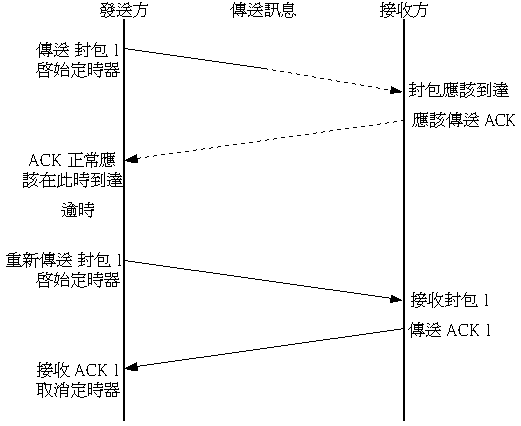 發送方 傳送訊息 接收方
傳送 封包 1
啓始定時器
封包應該到達
應該傳送 ACK
ACK 正常應
該在此時到達
逾時
重新傳送 封包 1
啓始定時器
接收封包 1
傳送 ACK 1
接收 ACK 1
取消定時器